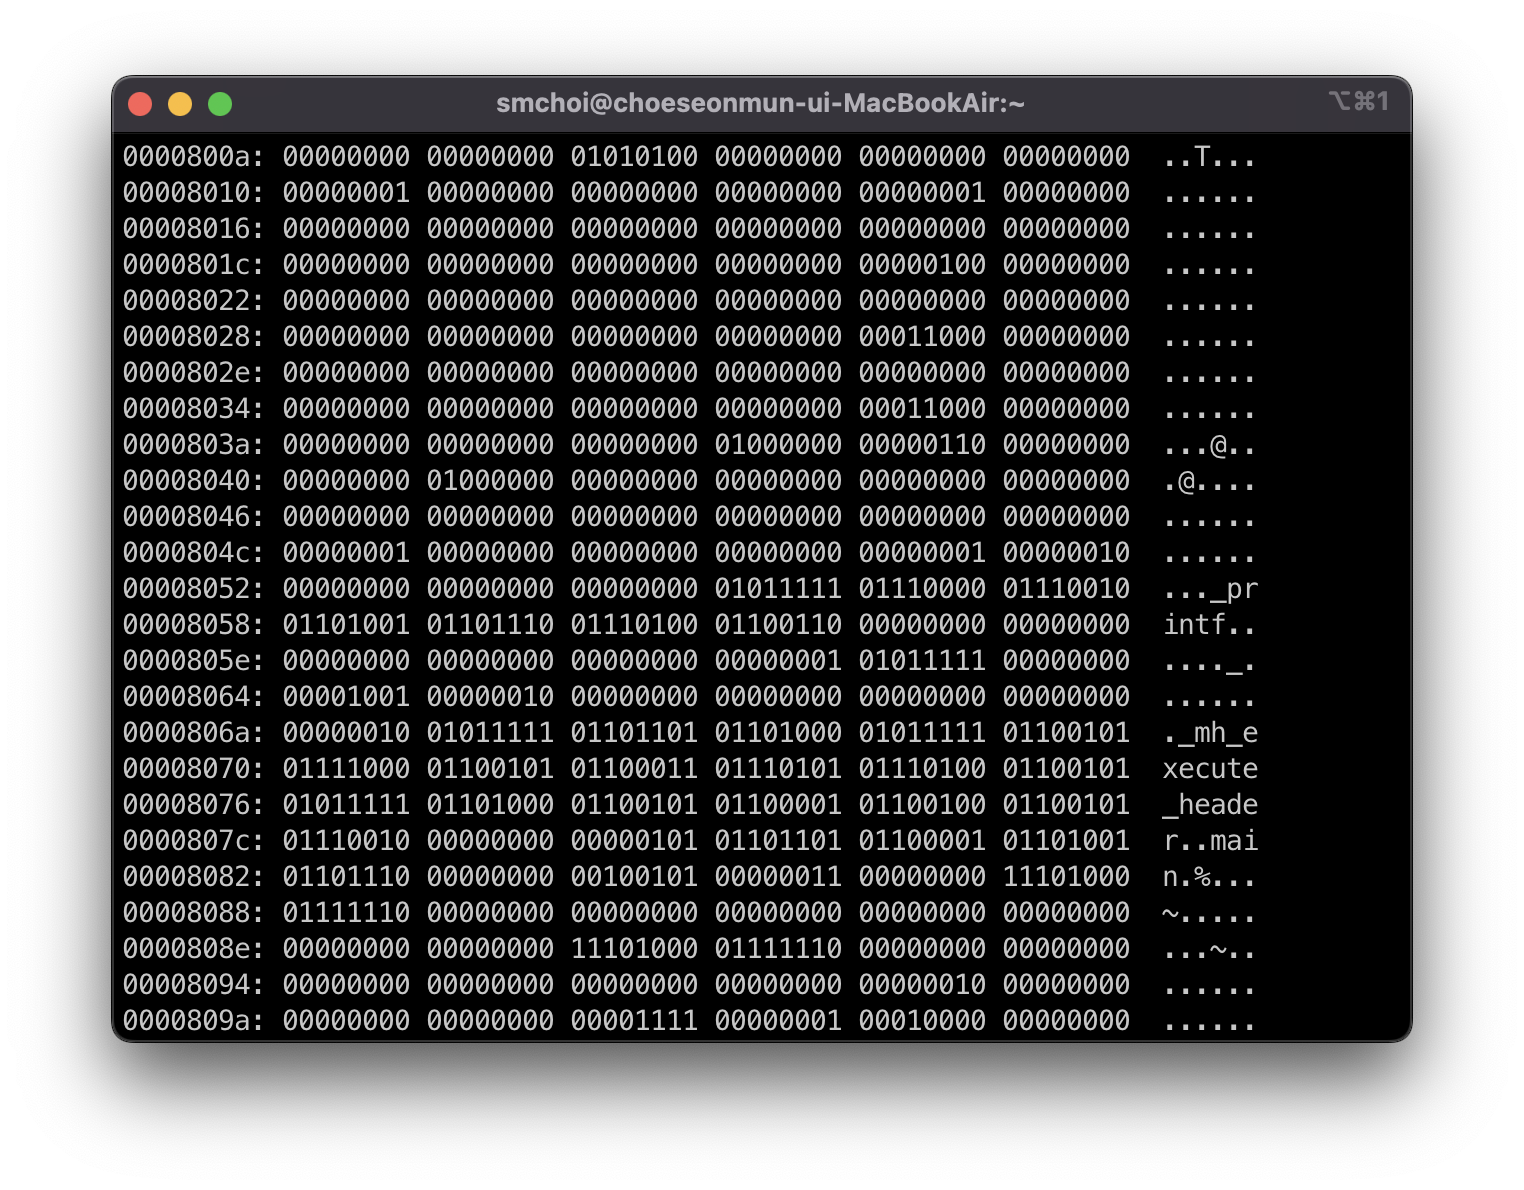 smchoi@choeseonmun-ui-MacBookAir:~ ⌥⌘1
0000800a: 00000000 00000000 01010100 00000000 00000000 00000000  ..T...
00008010: 00000001 00000000 00000000 00000000 00000001 00000000  ......
00008016: 00000000 00000000 00000000 00000000 00000000 00000000  ......
0000801c: 00000000 00000000 00000000 00000000 00000100 00000000  ......
00008022: 00000000 00000000 00000000 00000000 00000000 00000000  ......
00008028: 00000000 00000000 00000000 00000000 00011000 00000000  ......
0000802e: 00000000 00000000 00000000 00000000 00000000 00000000  ......
00008034: 00000000 00000000 00000000 00000000 00011000 00000000  ......
0000803a: 00000000 00000000 00000000 01000000 00000110 00000000  ...@..
00008040: 00000000 01000000 00000000 00000000 00000000 00000000  .@....
00008046: 00000000 00000000 00000000 00000000 00000000 00000000  ......
0000804c: 00000001 00000000 00000000 00000000 00000001 00000010  ......
00008052: 00000000 00000000 00000000 01011111 01110000 01110010  ..._pr
00008058: 01101001 01101110 01110100 01100110 00000000 00000000  intf..
0000805e: 00000000 00000000 00000000 00000001 01011111 00000000  ...._.
00008064: 00001001 00000010 00000000 00000000 00000000 00000000  ......
0000806a: 00000010 01011111 01101101 01101000 01011111 01100101  ._mh_e
00008070: 01111000 01100101 01100011 01110101 01110100 01100101  xecute
00008076: 01011111 01101000 01100101 01100001 01100100 01100101  _heade
0000807c: 01110010 00000000 00000101 01101101 01100001 01101001  r..mai
00008082: 01101110 00000000 00100101 00000011 00000000 11101000  n.%...
00008088: 01111110 00000000 00000000 00000000 00000000 00000000  ~.....
0000808e: 00000000 00000000 11101000 01111110 00000000 00000000  ...~..
00008094: 00000000 00000000 00000000 00000000 00000010 00000000  ......
0000809a: 00000000 00000000 00001111 00000001 00010000 00000000  ......